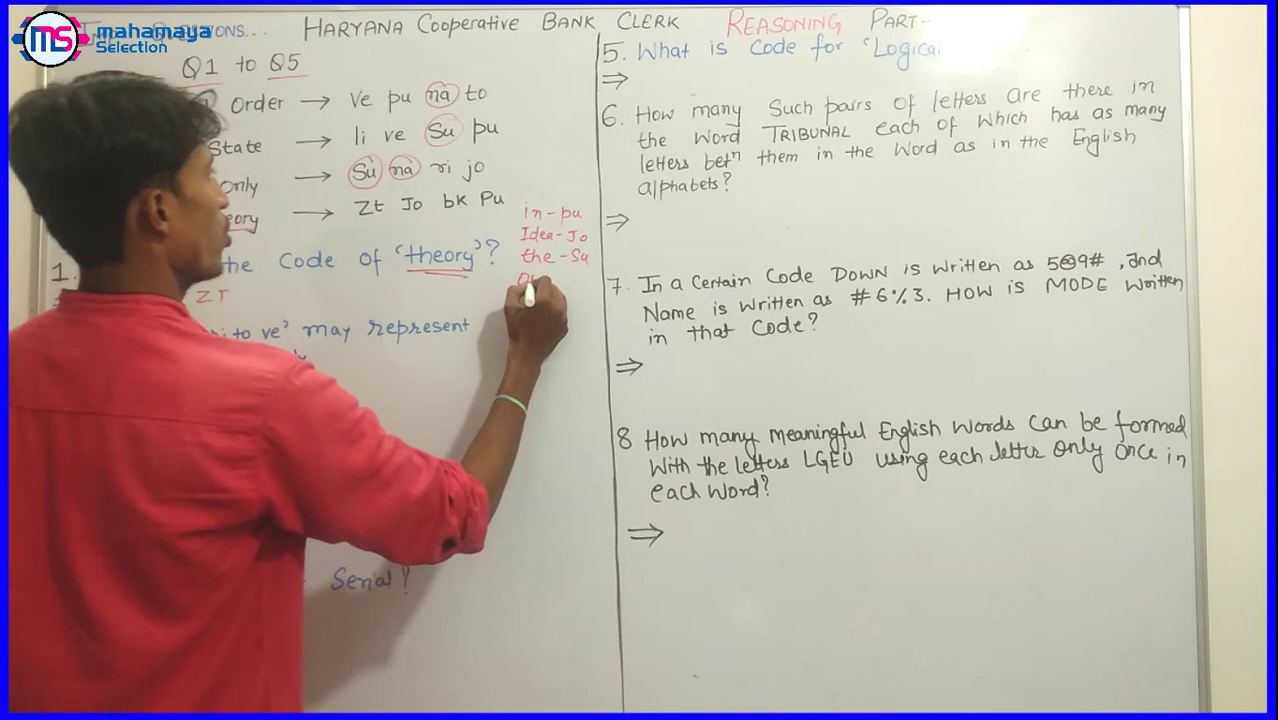 mahamaya
Selection
HARYANA Cooperative BANK CLERK REASONING PART-
Q1 to Q5
Order → ve pu na to
State → li ve Su pu
only → Su na ri jo
eory → Zt Jo bK Pu
in - pu
Idea - Jo
the - Su
1. the Code of 'theory'?
ZT
ri to ve' may represent
Serial?
5. What is Code for 'Logical
⇒
6. How many Such pairs of letters are there in
the Word TRIBUNAL each of which has as many
letters betn them in the Word as in the English
alphabets?
⇒
7. In a Certain Code DOWN is Written as 5@9# , and
Name is Written as #6%3. HOW is MODE Written
in that Code?
⇒
8 How many meaningful English Words Can be formed
With the letters LGEU using each letter Only Once in
each Word?
⇒